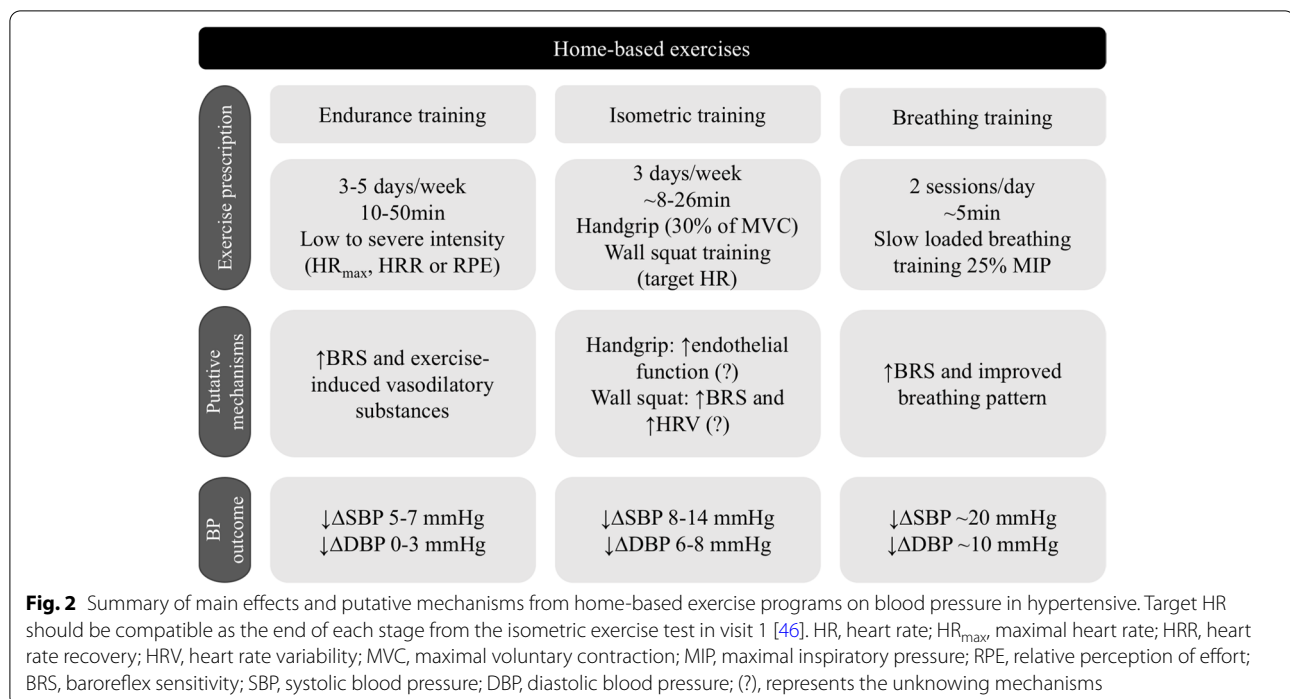 Home-based exercises
Exercise prescription
Endurance training
Isometric training
Breathing training
3-5 days/week
10-50min
Low to severe intensity
(HRmax, HRR or RPE)
3 days/week
~8-26min
Handgrip (30% of MVC)
Wall squat training
(target HR)
2 sessions/day
~5min
Slow loaded breathing
training 25% MIP
Putative
mechanisms
↑BRS and exercise-
induced vasodilatory
substances
Handgrip: ↑endothelial
function (?)
Wall squat: ↑BRS and
↑HRV (?)
↑BRS and improved
breathing pattern
BP
outcome
↓ΔSBP 5-7 mmHg
↓ΔDBP 0-3 mmHg
↓ΔSBP 8-14 mmHg
↓ΔDBP 6-8 mmHg
↓ΔSBP ~20 mmHg
↓ΔDBP ~10 mmHg
Fig. 2 Summary of main effects and putative mechanisms from home-based exercise programs on blood pressure in hypertensive. Target HR
should be compatible as the end of each stage from the isometric exercise test in visit 1 [46]. HR, heart rate; HRmax, maximal heart rate; HRR, heart
rate recovery; HRV, heart rate variability; MVC, maximal voluntary contraction; MIP, maximal inspiratory pressure; RPE, relative perception of effort;
BRS, baroreflex sensitivity; SBP, systolic blood pressure; DBP, diastolic blood pressure; (?), represents the unknowing mechanisms